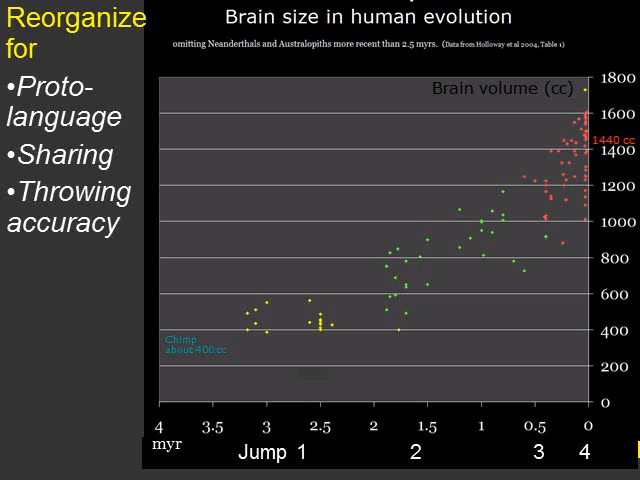 Reorganize
for
•Proto-
language
•Sharing
•Throwing
accuracy
Brain size in human evolution
omitting Neanderthals and Australopiths more recent than 2.5 myrs. (Data from Holloway et al 2004, Table 1)
Brain volume (cc)
1800
1600
1440 cc
1400
1200
1000
800
600
400
200
0
Chimp
about 400 cc
4 3.5 3 2.5 2 1.5 1 0.5 0
myr
Jump 1 2 3 4